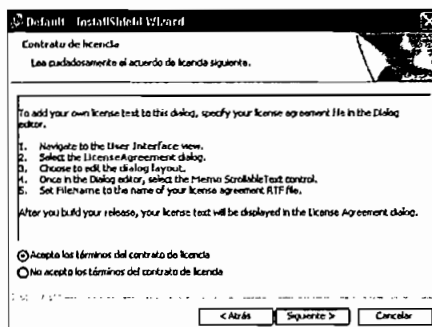 Default - InstallShield Wizard
Contrato de licencia
Lea cuidadosamente el acuerdo de licencia siguiente.
To add your own license text to this dialog, specify your license agreement file in the Dialog
editor.
1. Navigate to the User Interface view.
2. Select the LicenseAgreement dialog.
3. Choose to edit the dialog layout.
4. Once in the Dialog editor, select the Memo ScrollableText control.
5. Set FileName to the name of your license agreement RTF file.
After you build your release, your license text will be displayed in the License Agreement dialog.
Acepto los términos del contrato de licencia
No acepto los términos del contrato de licencia
< Atrás Siguiente > Cancelar